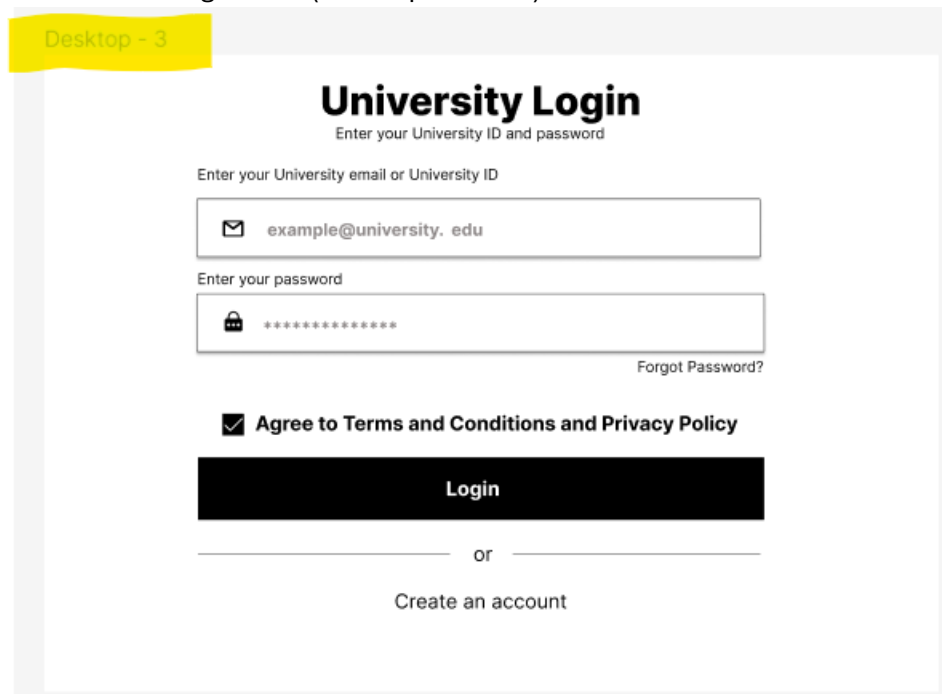 Desktop - 3
University Login
Enter your University ID and password
Enter your University email or University ID
example@university. edu
Enter your password
**************
Forgot Password?
Agree to Terms and Conditions and Privacy Policy
Login
or
Create an account